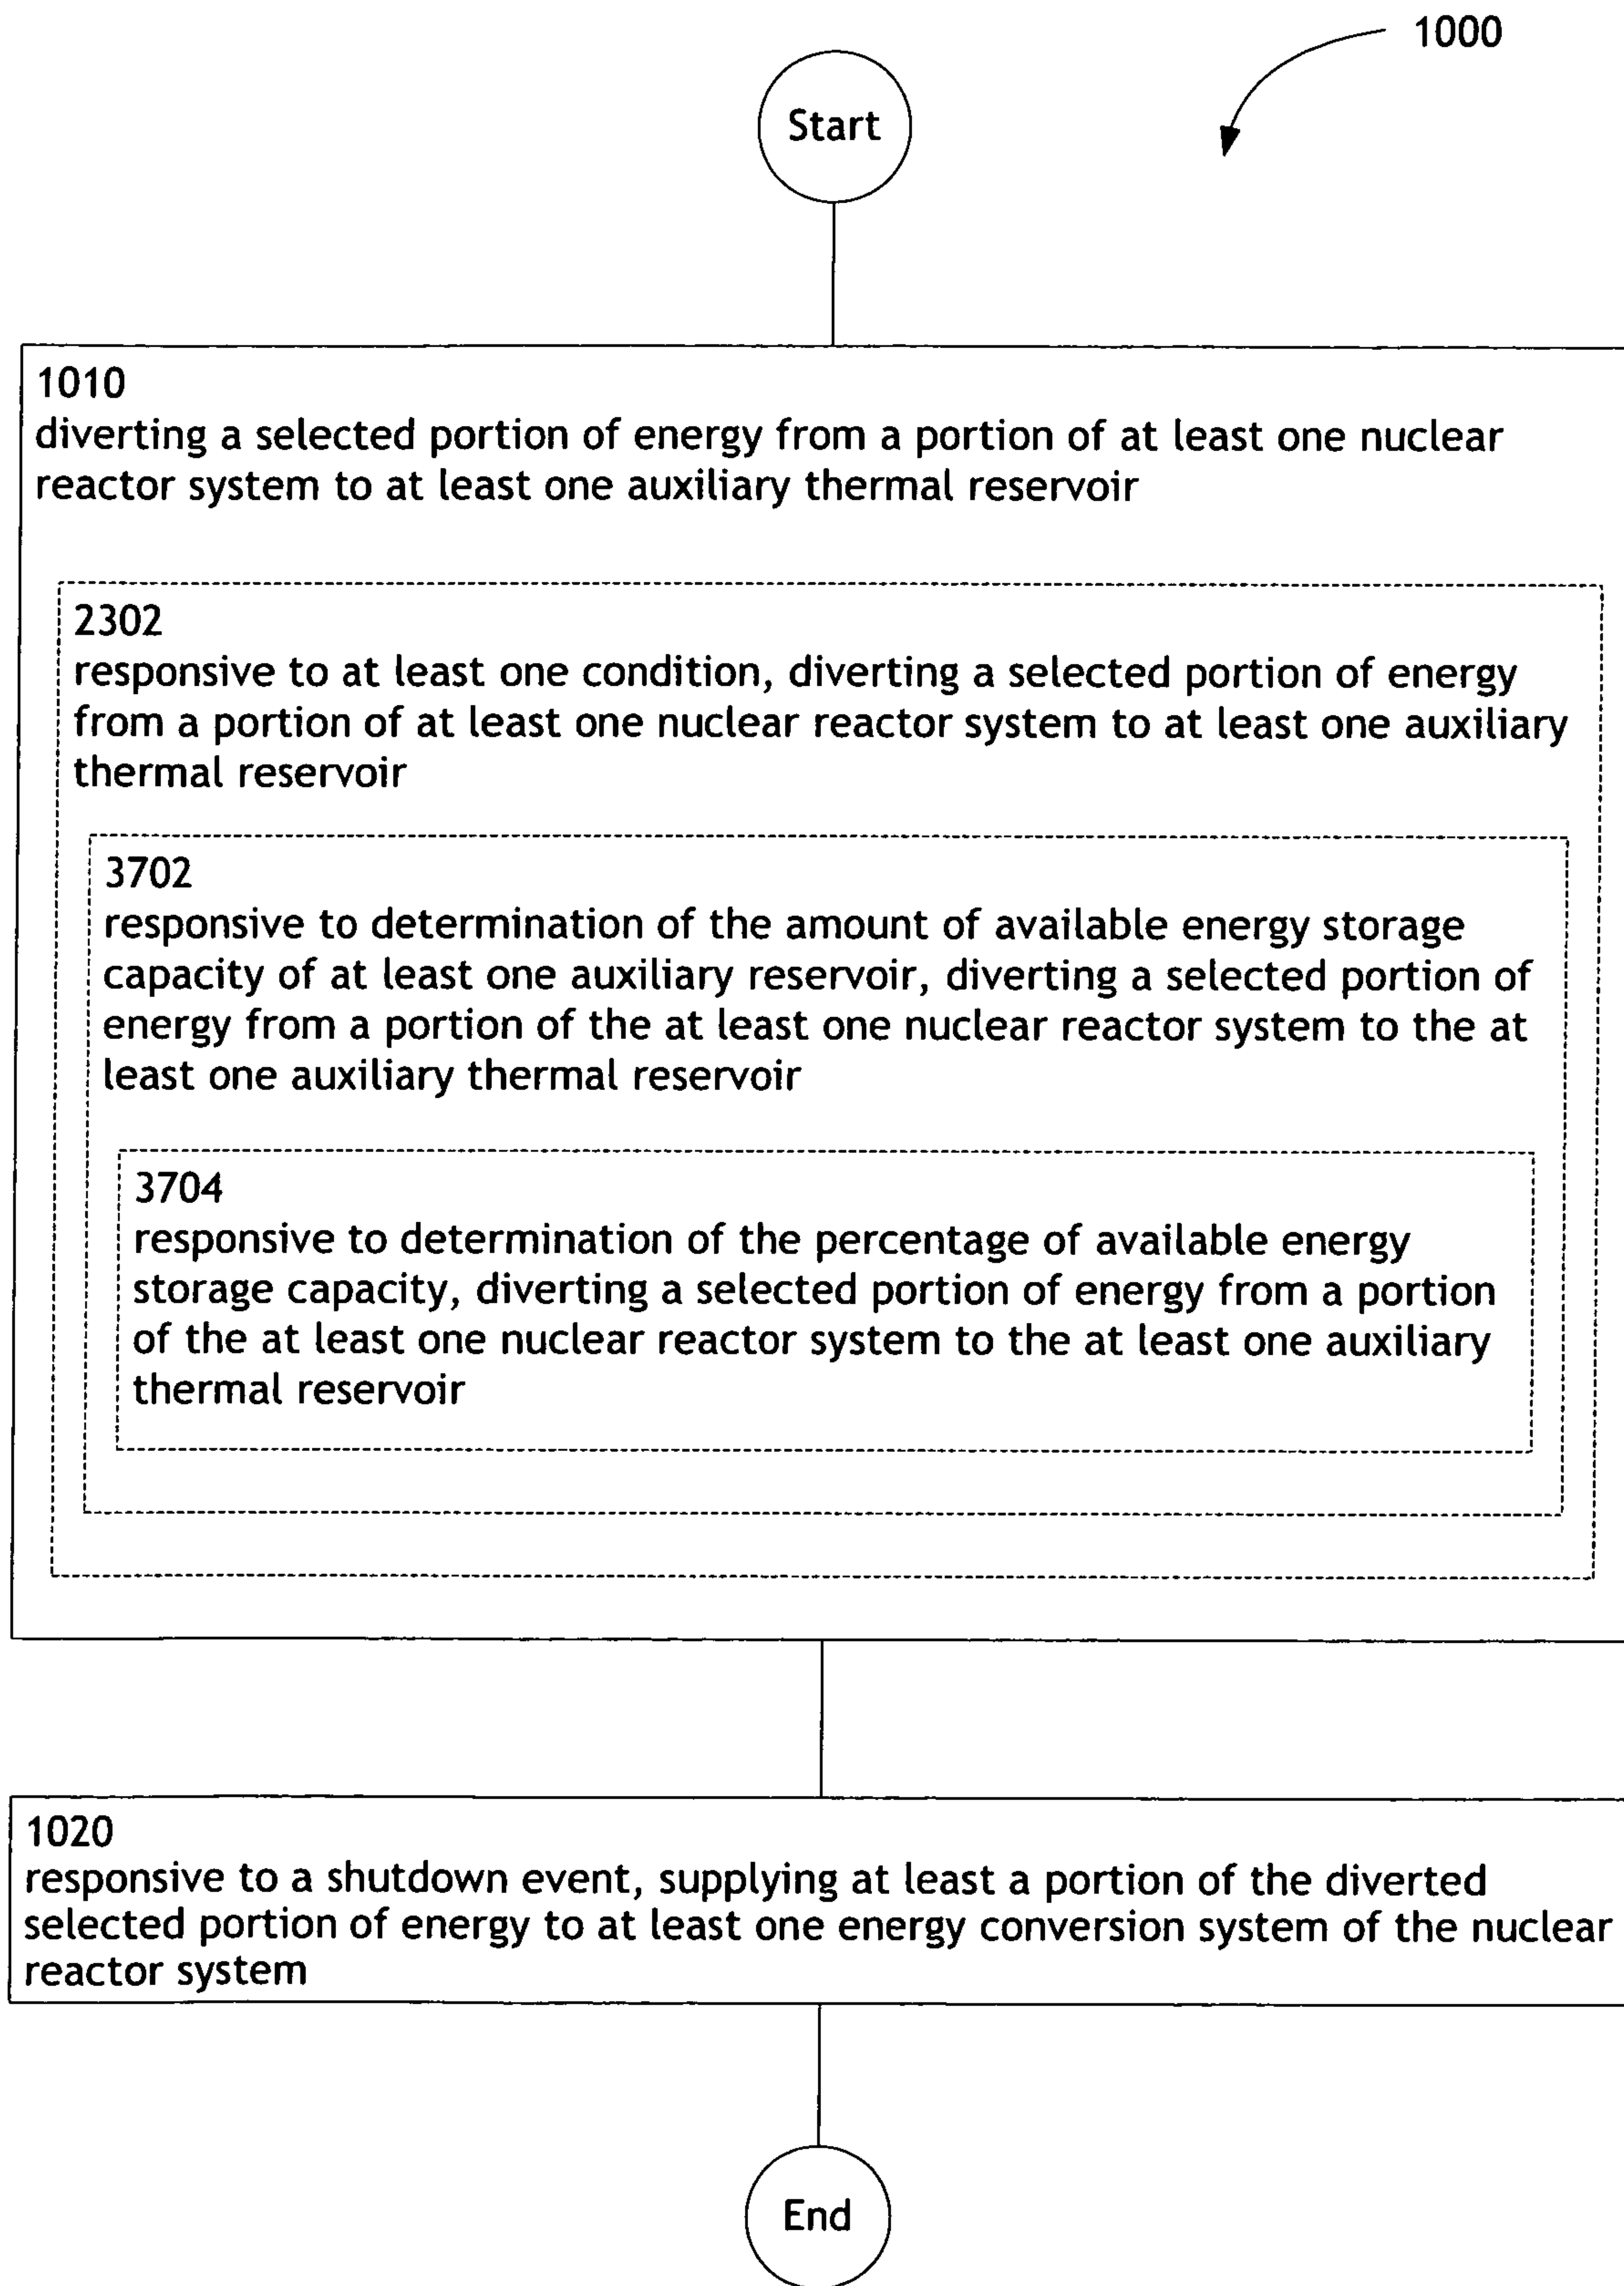 1000
Start
1010
diverting a selected portion of energy from a portion of at least one nuclear
reactor system to at least one auxiliary thermal reservoir
2302
responsive to at least one condition, diverting a selected portion of energy
from a portion of at least one nuclear reactor system to at least one auxiliary
thermal reservoir
3702
responsive to determination of the amount of available energy storage
capacity of at least one auxiliary reservoir, diverting a selected portion of
energy from a portion of the at least one nuclear reactor system to the at
least one auxiliary thermal reservoir
3704
responsive to determination of the percentage of available energy
storage capacity, diverting a selected portion of energy from a portion
of the at least one nuclear reactor system to the at least one auxiliary
thermal reservoir
1020
responsive to a shutdown event, supplying at least a portion of the diverted
selected portion of energy to at least one energy conversion system of the nuclear
reactor system
End